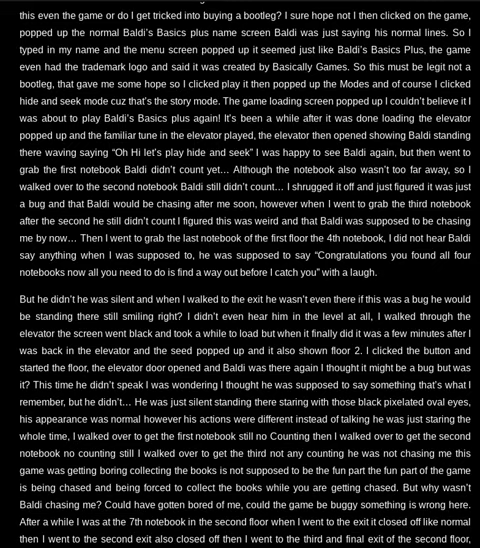 this even the game or do I get tricked into buying a bootleg? I sure hope not I then clicked on the game,
popped up the normal Baldi's Basics plus name screen Baldi was just saying his normal lines. So I
typed in my name and the menu screen popped up it seemed just like Baldi's Basics Plus, the game
even had the trademark logo and said it was created by Basically Games. So this must be legit not a
bootleg, that gave me some hope so I clicked play it then popped up the Modes and of course I clicked
hide and seek mode cuz that's the story mode. The game loading screen popped up I couldn't believe it I
was about to play Baldi's Basics plus again! It's been a while after it was done loading the elevator
popped up and the familiar tune in the elevator played, the elevator then opened showing Baldi standing
there waving saying "Oh Hi let's play hide and seek" I was happy to see Baldi again, but then went to
grab the first notebook Baldi didn't count yet... Although the notebook also wasn't too far away, so I
walked over to the second notebook Baldi still didn't count... I shrugged it off and just figured it was just
a bug and that Baldi would be chasing after me soon, however when I went to grab the third notebook
after the second he still didn't count I figured this was weird and that Baldi was supposed to be chasing
me by now... Then I went to grab the last notebook of the first floor the 4th notebook, I did not hear Baldi
say anything when I was supposed to, he was supposed to say "Congratulations you found all four
notebooks now all you need to do is find a way out before I catch you" with a laugh.
But he didn't he was silent and when I walked to the exit he wasn't even there if this was a bug he would
be standing there still smiling right? I didn't even hear him in the level at all, I walked through the
elevator the screen went black and took a while to load but when it finally did it was a few minutes after I
was back in the elevator and the seed popped up and it also shown floor 2. I clicked the button and
started the floor, the elevator door opened and Baldi was there again I thought it might be a bug but was
it? This time he didn't speak I was wondering I thought he was supposed to say something that's what I
remember, but he didn't... He was just silent standing there staring with those black pixelated oval eyes,
his appearance was normal however his actions were different instead of talking he was just staring the
whole time, I walked over to get the first notebook still no Counting then I walked over to get the second
notebook no counting still I walked over to get the third not any counting he was not chasing me this
game was getting boring collecting the books is not supposed to be the fun part the fun part of the game
is being chased and being forced to collect the books while you are getting chased. But why wasn't
Baldi chasing me? Could have gotten bored of me, could the game be buggy something is wrong here.
After a while I was at the 7th notebook in the second floor when I went to the exit it closed off like normal
then I went to the second exit also closed off then I went to the third and final exit of the second floor,